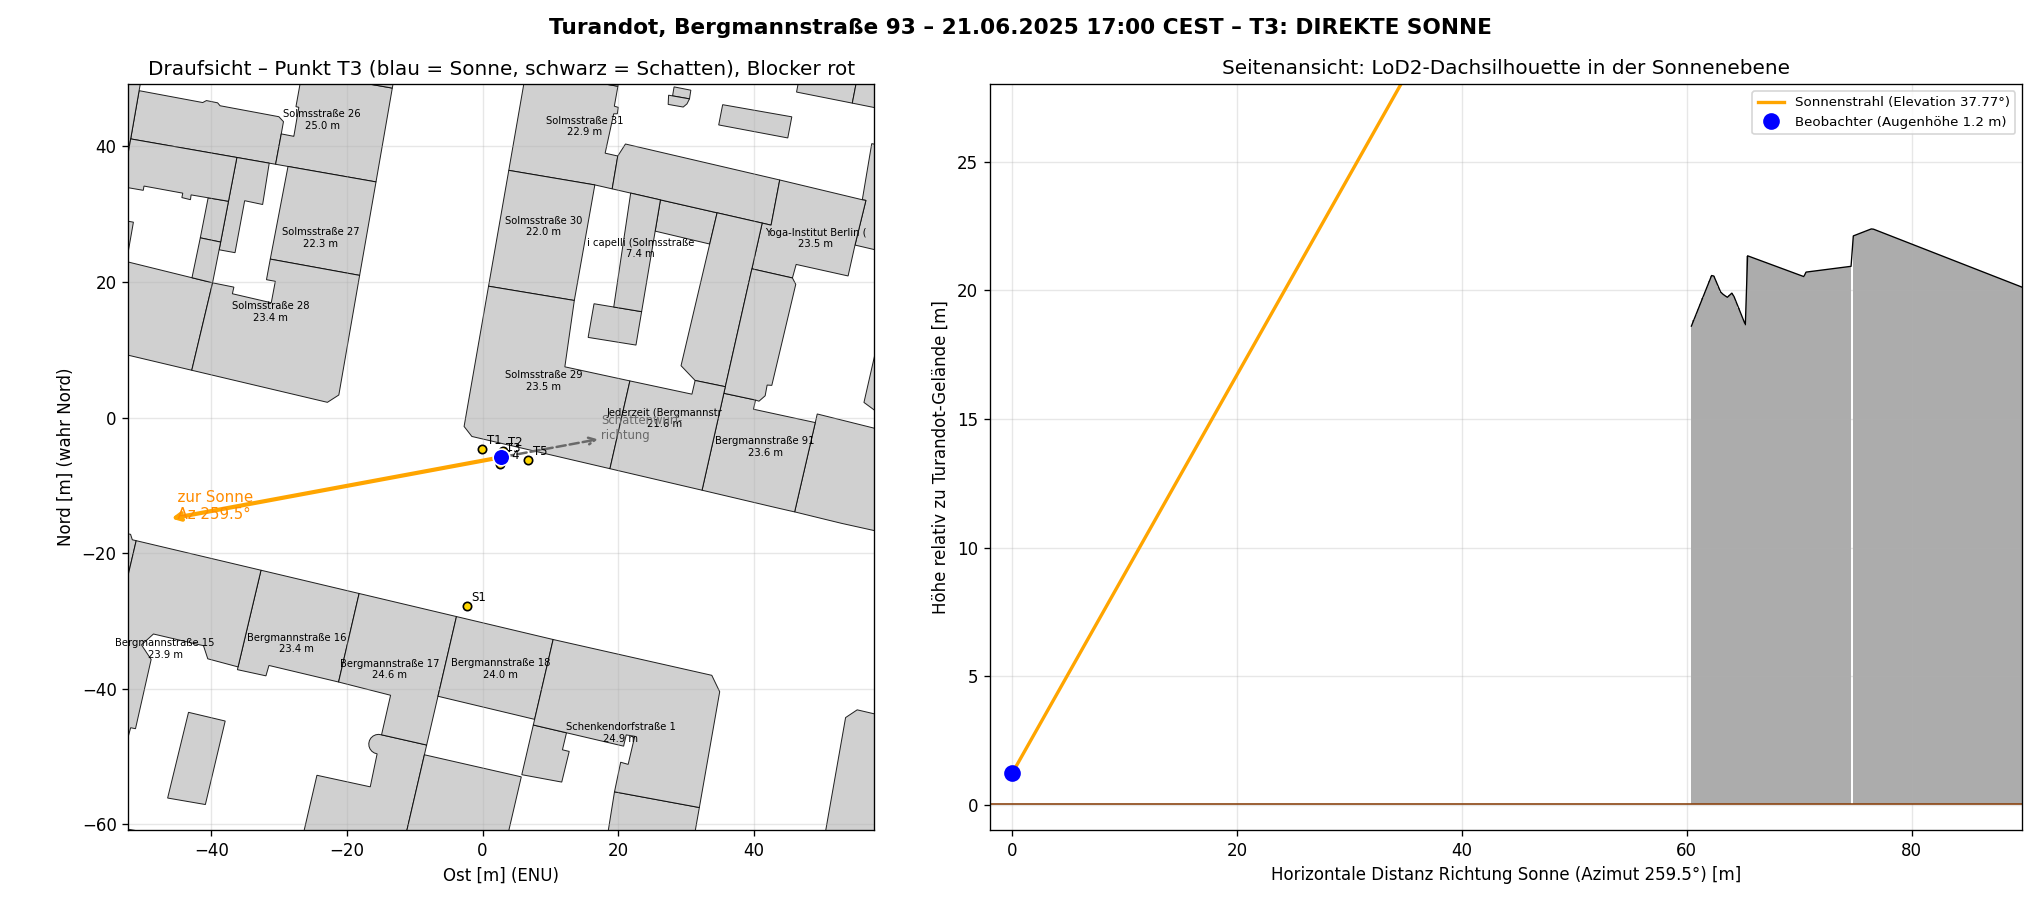 Turandot, Bergmannstraße 93 – 21.06.2025 17:00 CEST – T3: DIREKTE SONNE
Draufsicht – Punkt T3 (blau = Sonne, schwarz = Schatten), Blocker rot
Solmsstraße 26
25.0 m
Solmsstraße 31
22.9 m
Solmsstraße 27
22.3 m
Solmsstraße 30
22.0 m
i capelli (Solmsstraße
7.4 m
Yoga-Institut Berlin (
23.5 m
Solmsstraße 28
23.4 m
Solmsstraße 29
23.5 m
Jederzeit (Bergmannstr
21.6 m
Schattenwurf-
richtung
Bergmannstraße 91
23.6 m
T1
T2
T3
4
T5
zur Sonne
Az 259.5°
S1
Bergmannstraße 15
23.9 m
Bergmannstraße 16
23.4 m
Bergmannstraße 17
24.6 m
Bergmannstraße 18
24.0 m
Schenkendorfstraße 1
24.9 m
40
20
0
−20
−40
−60
−40
−20
0
20
40
Nord [m] (wahr Nord)
Ost [m] (ENU)
Seitenansicht: LoD2-Dachsilhouette in der Sonnenebene
Sonnenstrahl (Elevation 37.77°)
Beobachter (Augenhöhe 1.2 m)
25
20
15
10
5
0
0
20
40
60
80
Höhe relativ zu Turandot-Gelände [m]
Horizontale Distanz Richtung Sonne (Azimut 259.5°) [m]